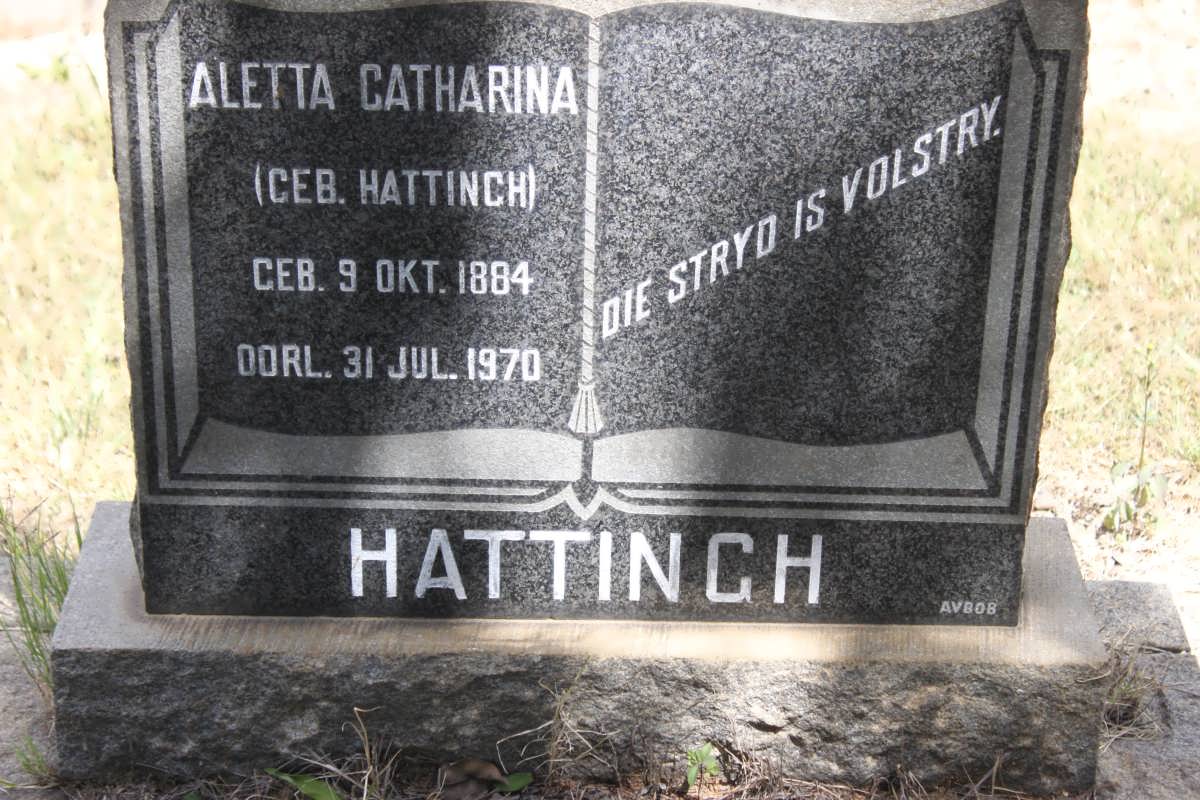 ALETTA CATHARINA
(GEB. HATTINGH)
GEB. 9 OKT. 1884
OORL. 31 JUL. 1970
DIE STRYD IS VOLSTRY.
HATTINGH
AVBOB